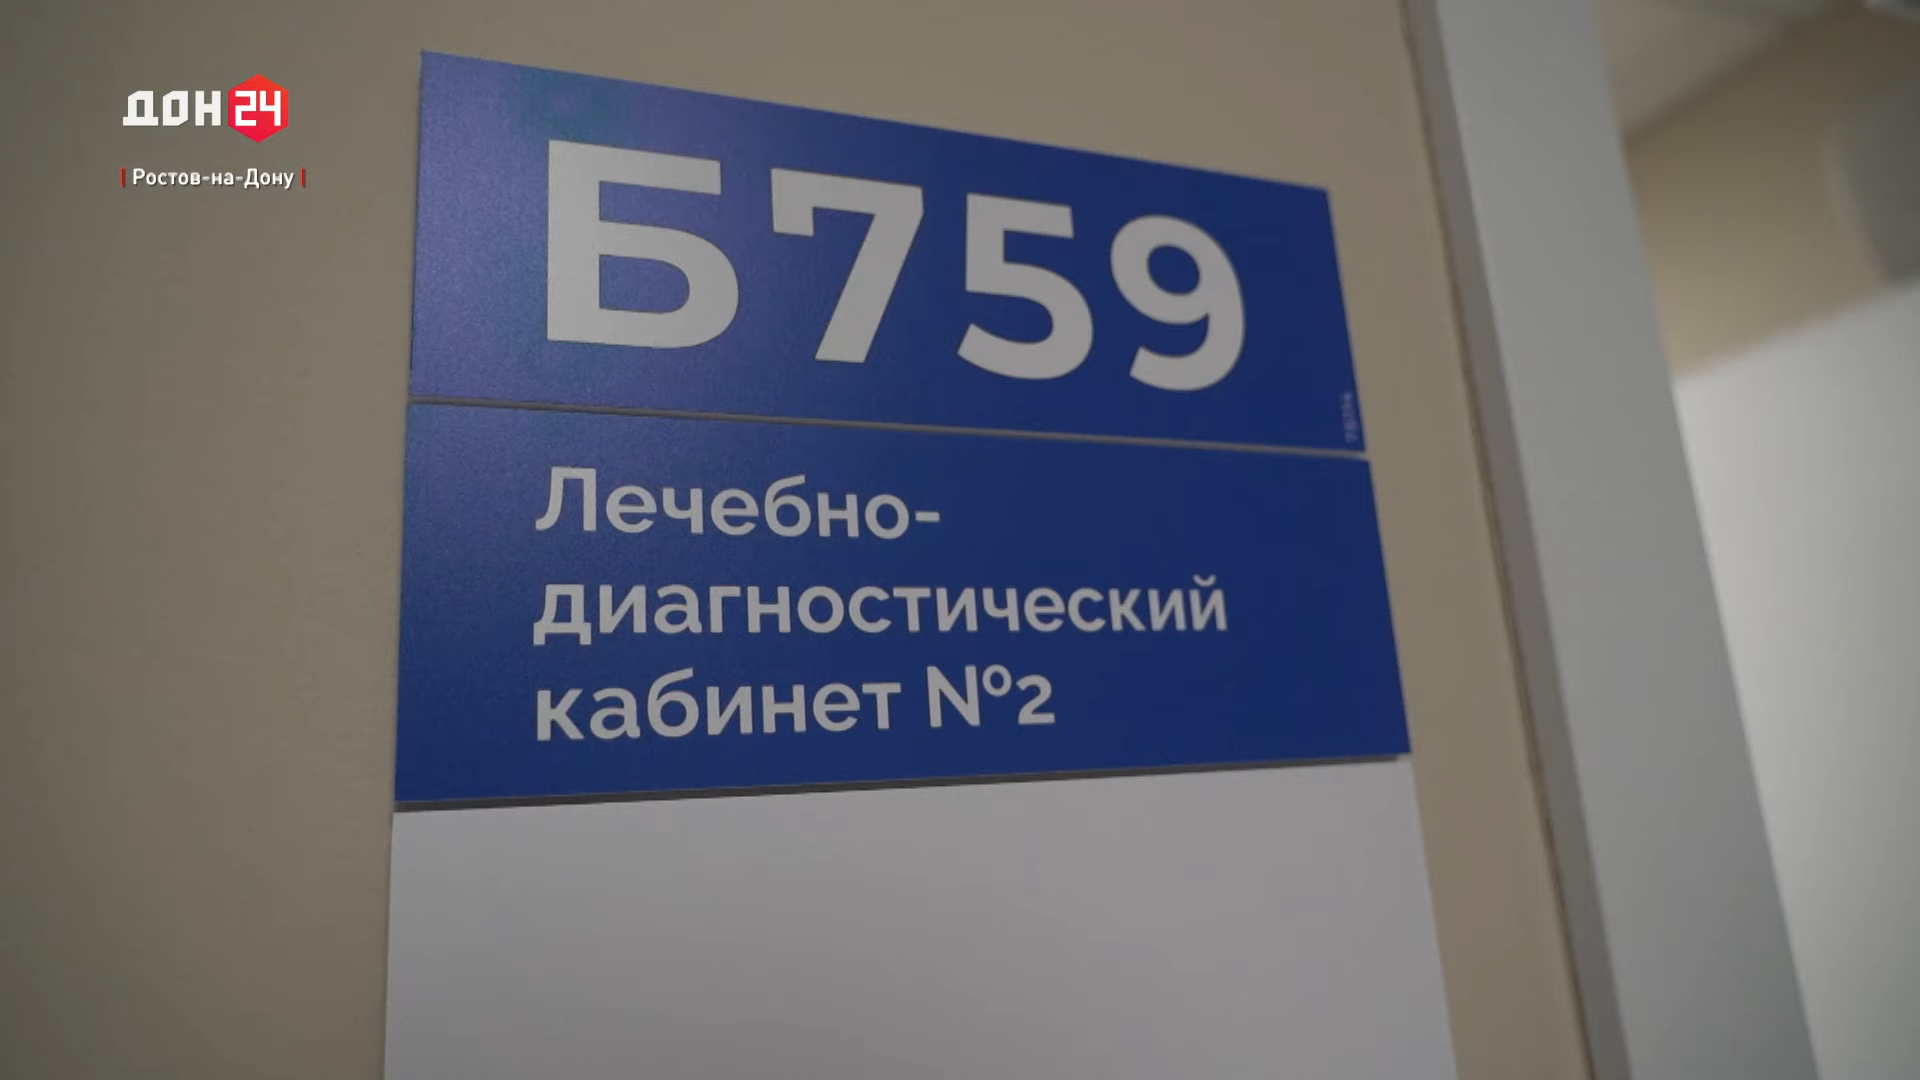 ДОН24
Ростов-на-Дону
Б759
Лечебно-
диагностический
кабинет №2